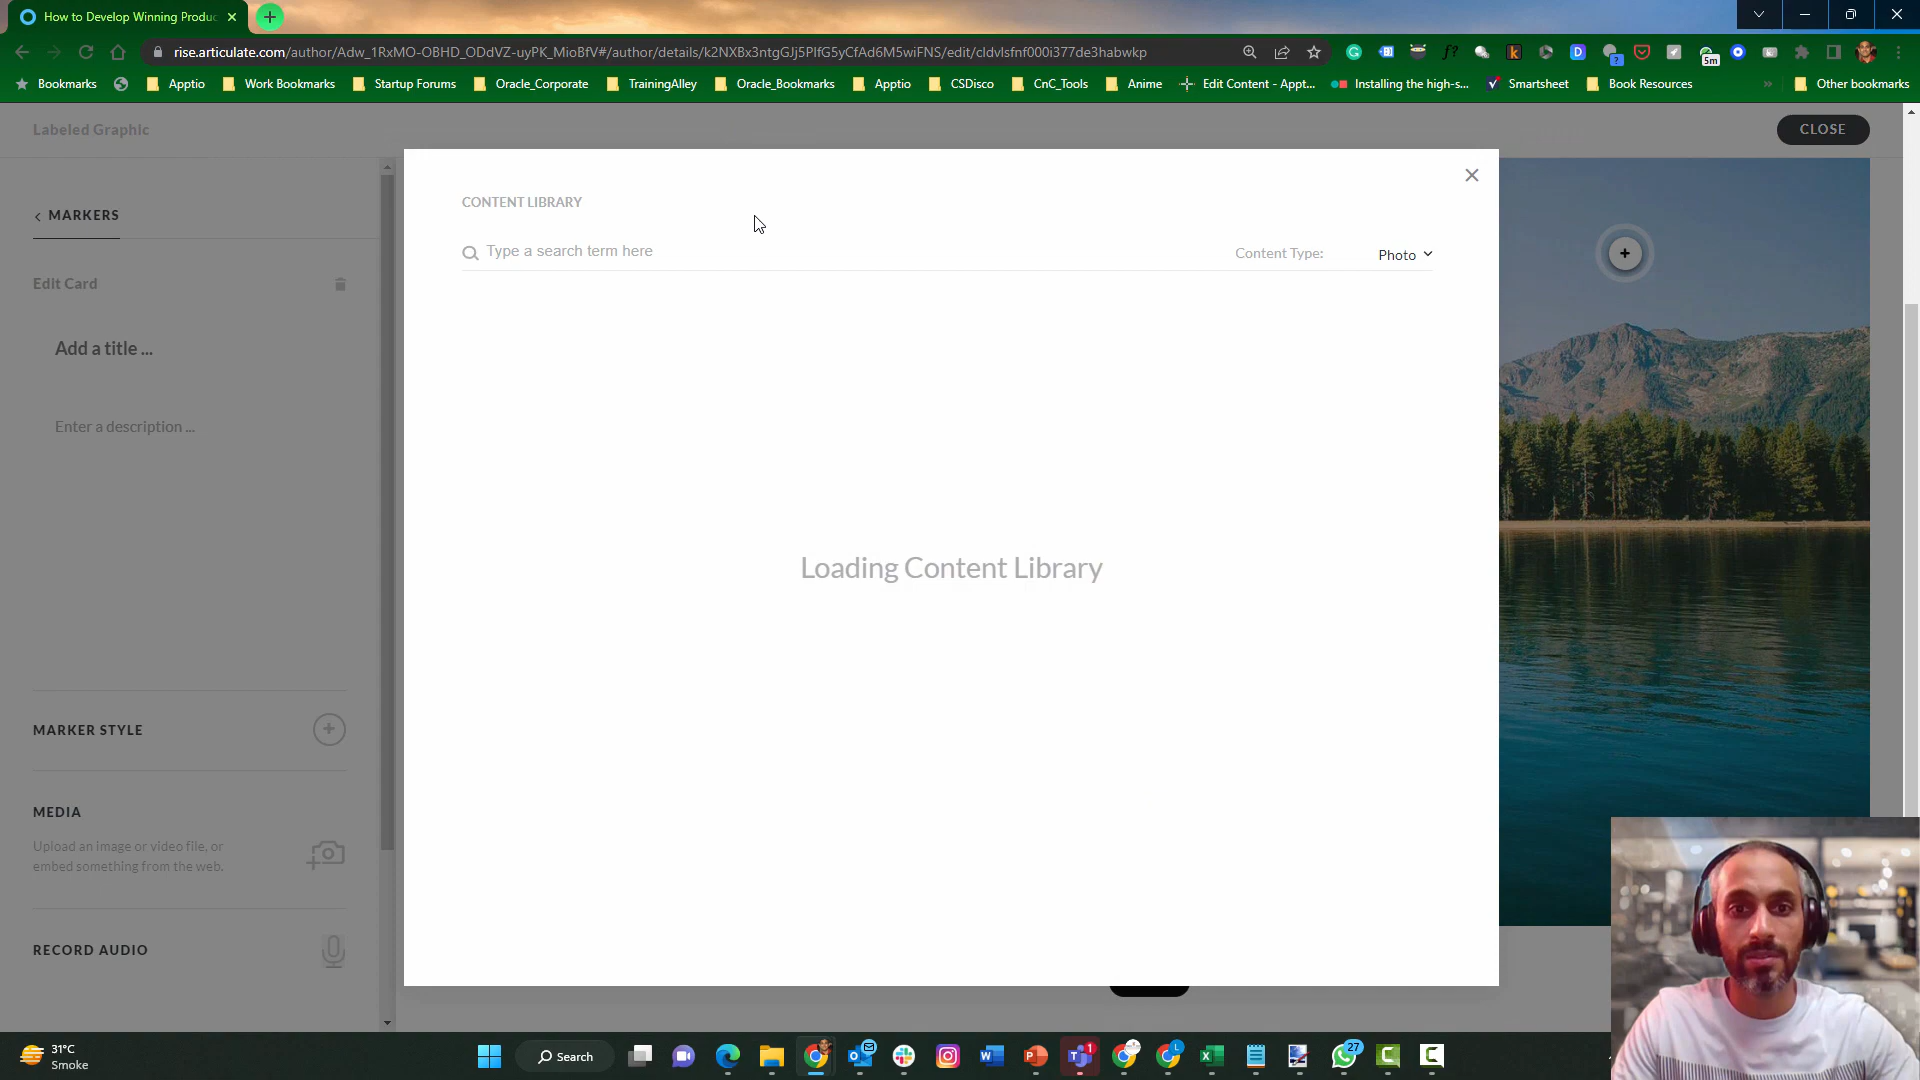 How to Develop Winning Produc
rise.articulate.com/author/Adw_1RxMO-OBHD_ODdVZ-uyPK_MioBfV#/author/details/k2NXBx3ntgGJj5PlfG5yCfAd6M5wiFNS/edit/cldvlsfnf000i377de3habwkp
f?
k
D
?
5m
Bookmarks Apptio Work Bookmarks Startup Forums Oracle_Corporate TrainingAlley Oracle_Bookmarks Apptio CSDisco CnC_Tools Anime Edit Content - Appt... Installing the high-s... Smartsheet Book Resources » Other bookmarks
Labeled Graphic
CLOSE
MARKERS
Edit Card
Add a title ...
Enter a description ...
MARKER STYLE
MEDIA
Upload an image or video file, or
embed something from the web.
RECORD AUDIO
CONTENT LIBRARY
Type a search term here
Content Type: Photo
Loading Content Library
31°C
Smoke
Search
1
L
27